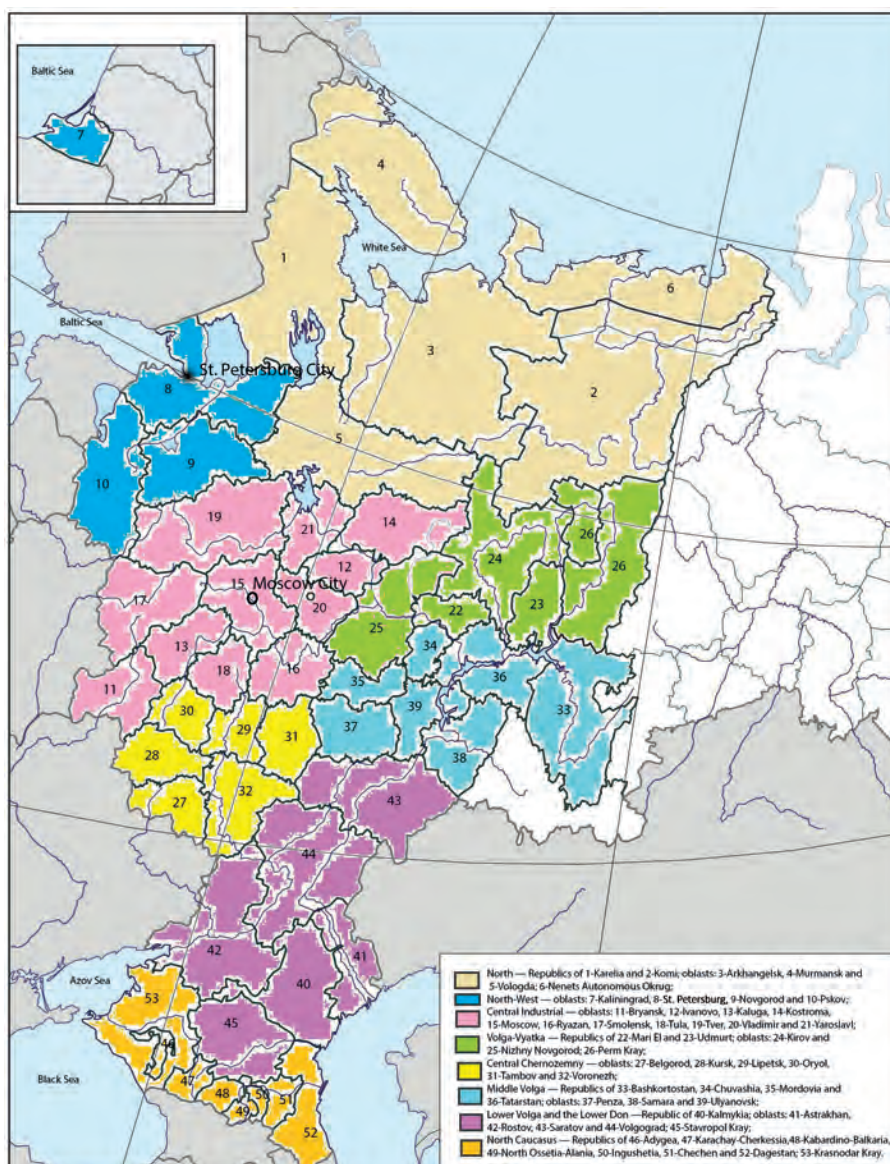 Baltic Sea
7
4
White Sea
1
6
Baltic Sea
3
St. Petersburg City
8
2
5
9
10
19
21
14
26
24
12
15 Moscow City
26
17
20
23
22
25
13
34
16
18
36
35
11
39
33
30
37
29
31
28
38
32
43
27
44
42
41
Azov Sea
40
53
45
46
Black Sea
47
48
50
51
49
52
North — Republics of 1-Karelia and 2-Komi; oblasts: 3-Arkhangelsk, 4-Murmansk and
5-Vologda; 6-Nenets Autonomous Okrug;
North-West — oblasts: 7-Kaliningrad, 8-St. Petersburg, 9-Novgorod and 10-Pskov;
Central Industrial — oblasts: 11-Bryansk, 12-Ivanovo, 13-Kaluga, 14-Kostroma,
15-Moscow, 16-Ryazan, 17-Smolensk, 18-Tula, 19-Tver, 20-Vladimir and 21-Yaroslavl;
Volga-Vyatka — Republics of 22-Mari El and 23-Udmurt; oblasts: 24-Kirov and
25-Nizhny Novgorod; 26-Perm Kray;
Central Chernozemny — oblasts: 27-Belgorod, 28-Kursk, 29-Lipetsk, 30-Oryol,
31-Tambov and 32-Voronezh;
Middle Volga — Republics of 33-Bashkortostan, 34-Chuvashia, 35-Mordovia and
36-Tatarstan; oblasts: 37-Penza, 38-Samara and 39-Ulyanovsk;
Lower Volga and the Lower Don —Republic of 40-Kalmykia; oblasts: 41-Astrakhan,
42-Rostov, 43-Saratov and 44-Volgograd; 45-Stavropol Kray;
North Caucasus — Republics of 46-Adygea, 47-Karachay-Cherkessia,48-Kabardino-Balkaria,
49-North Ossetia-Alania, 50-Ingushetia, 51-Chechen and 52-Dagestan; 53-Krasnodar Kray.